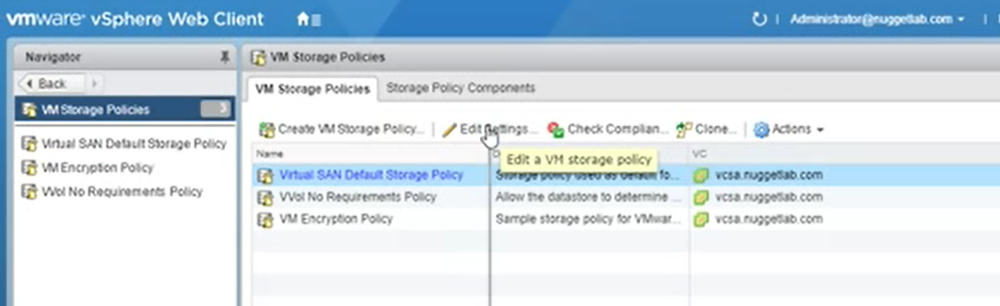 vmware® vSphere Web Client
Administrator@nuggetlab.com
Navigator
Back
VM Storage Policies 3
Virtual SAN Default Storage Policy
VM Encryption Policy
VVol No Requirements Policy
VM Storage Policies
VM Storage Policies Storage Policy Components
Create VM Storage Policy... Edit Settings... Check Complian... Clone... Actions
Name VC
Edit a VM storage policy
Virtual SAN Default Storage Policy Storage policy used as default fo... vcsa.nuggetlab.com
VVol No Requirements Policy Allow the datastore to determine ... vcsa.nuggetlab.com
VM Encryption Policy Sample storage policy for VMwar... vcsa.nuggetlab.com